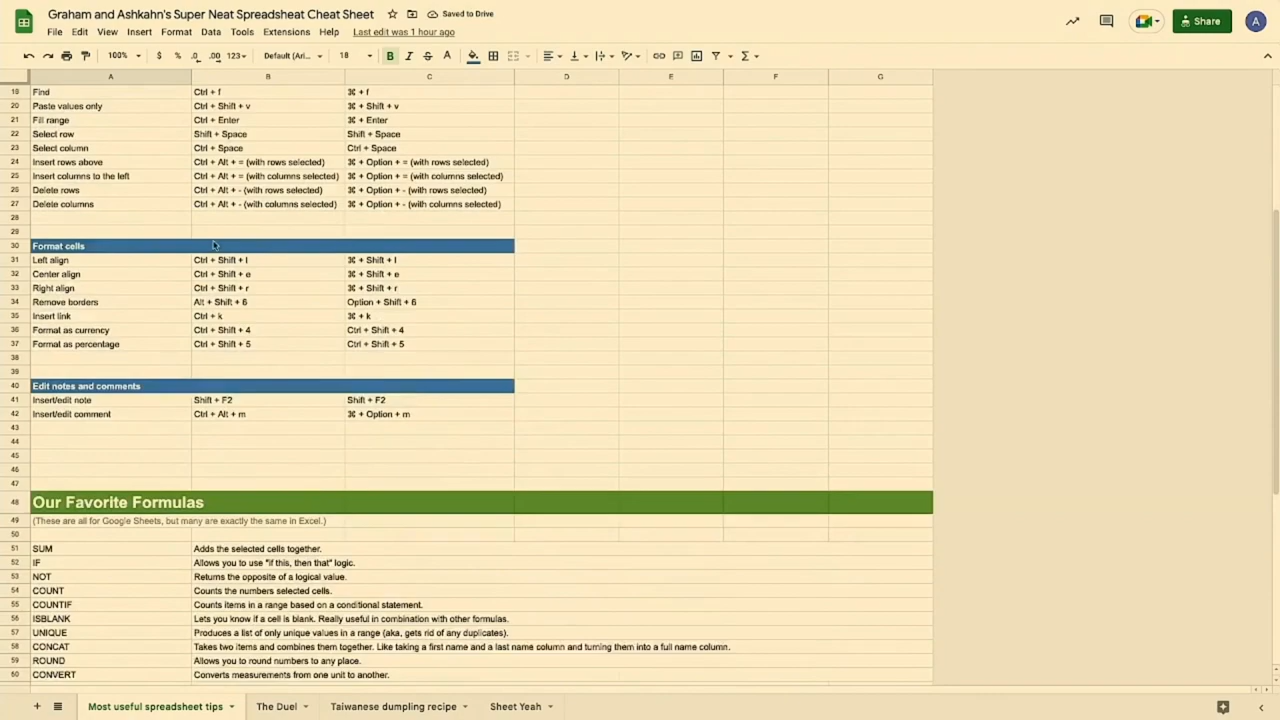 Graham and Ashkahn's Super Neat Spreadsheat Cheat Sheet Saved to Drive
File Edit View Insert Format Data Tools Extensions Help Last edit was 1 hour ago
Share A
100% $ % .0 .00 123 Default (Ari... 18 B I S A
A B C D E F G
19 Find Ctrl + f ⌘ + f
20 Paste values only Ctrl + Shift + v ⌘ + Shift + v
21 Fill range Ctrl + Enter ⌘ + Enter
22 Select row Shift + Space Shift + Space
23 Select column Ctrl + Space Ctrl + Space
24 Insert rows above Ctrl + Alt + = (with rows selected) ⌘ + Option + = (with rows selected)
25 Insert columns to the left Ctrl + Alt + = (with columns selected) ⌘ + Option + = (with columns selected)
26 Delete rows Ctrl + Alt + - (with rows selected) ⌘ + Option + - (with rows selected)
27 Delete columns Ctrl + Alt + - (with columns selected) ⌘ + Option + - (with columns selected)
28
29
30 Format cells
31 Left align Ctrl + Shift + l ⌘ + Shift + l
32 Center align Ctrl + Shift + e ⌘ + Shift + e
33 Right align Ctrl + Shift + r ⌘ + Shift + r
34 Remove borders Alt + Shift + 6 Option + Shift + 6
35 Insert link Ctrl + k ⌘ + k
36 Format as currency Ctrl + Shift + 4 Ctrl + Shift + 4
37 Format as percentage Ctrl + Shift + 5 Ctrl + Shift + 5
38
39
40 Edit notes and comments
41 Insert/edit note Shift + F2 Shift + F2
42 Insert/edit comment Ctrl + Alt + m ⌘ + Option + m
43
44
45
46
47
48 Our Favorite Formulas
49 (These are all for Google Sheets, but many are exactly the same in Excel.)
50
51 SUM Adds the selected cells together.
52 IF Allows you to use "if this, then that" logic.
53 NOT Returns the opposite of a logical value.
54 COUNT Counts the numbers selected cells.
55 COUNTIF Counts items in a range based on a conditional statement.
56 ISBLANK Lets you know if a cell is blank. Really useful in combination with other formulas.
57 UNIQUE Produces a list of only unique values in a range (aka, gets rid of any duplicates).
58 CONCAT Takes two items and combines them together. Like taking a first name and a last name column and turning them into a full name column.
59 ROUND Allows you to round numbers to any place.
60 CONVERT Converts measurements from one unit to another.
Most useful spreadsheet tips The Duel Taiwanese dumpling recipe Sheet Yeah